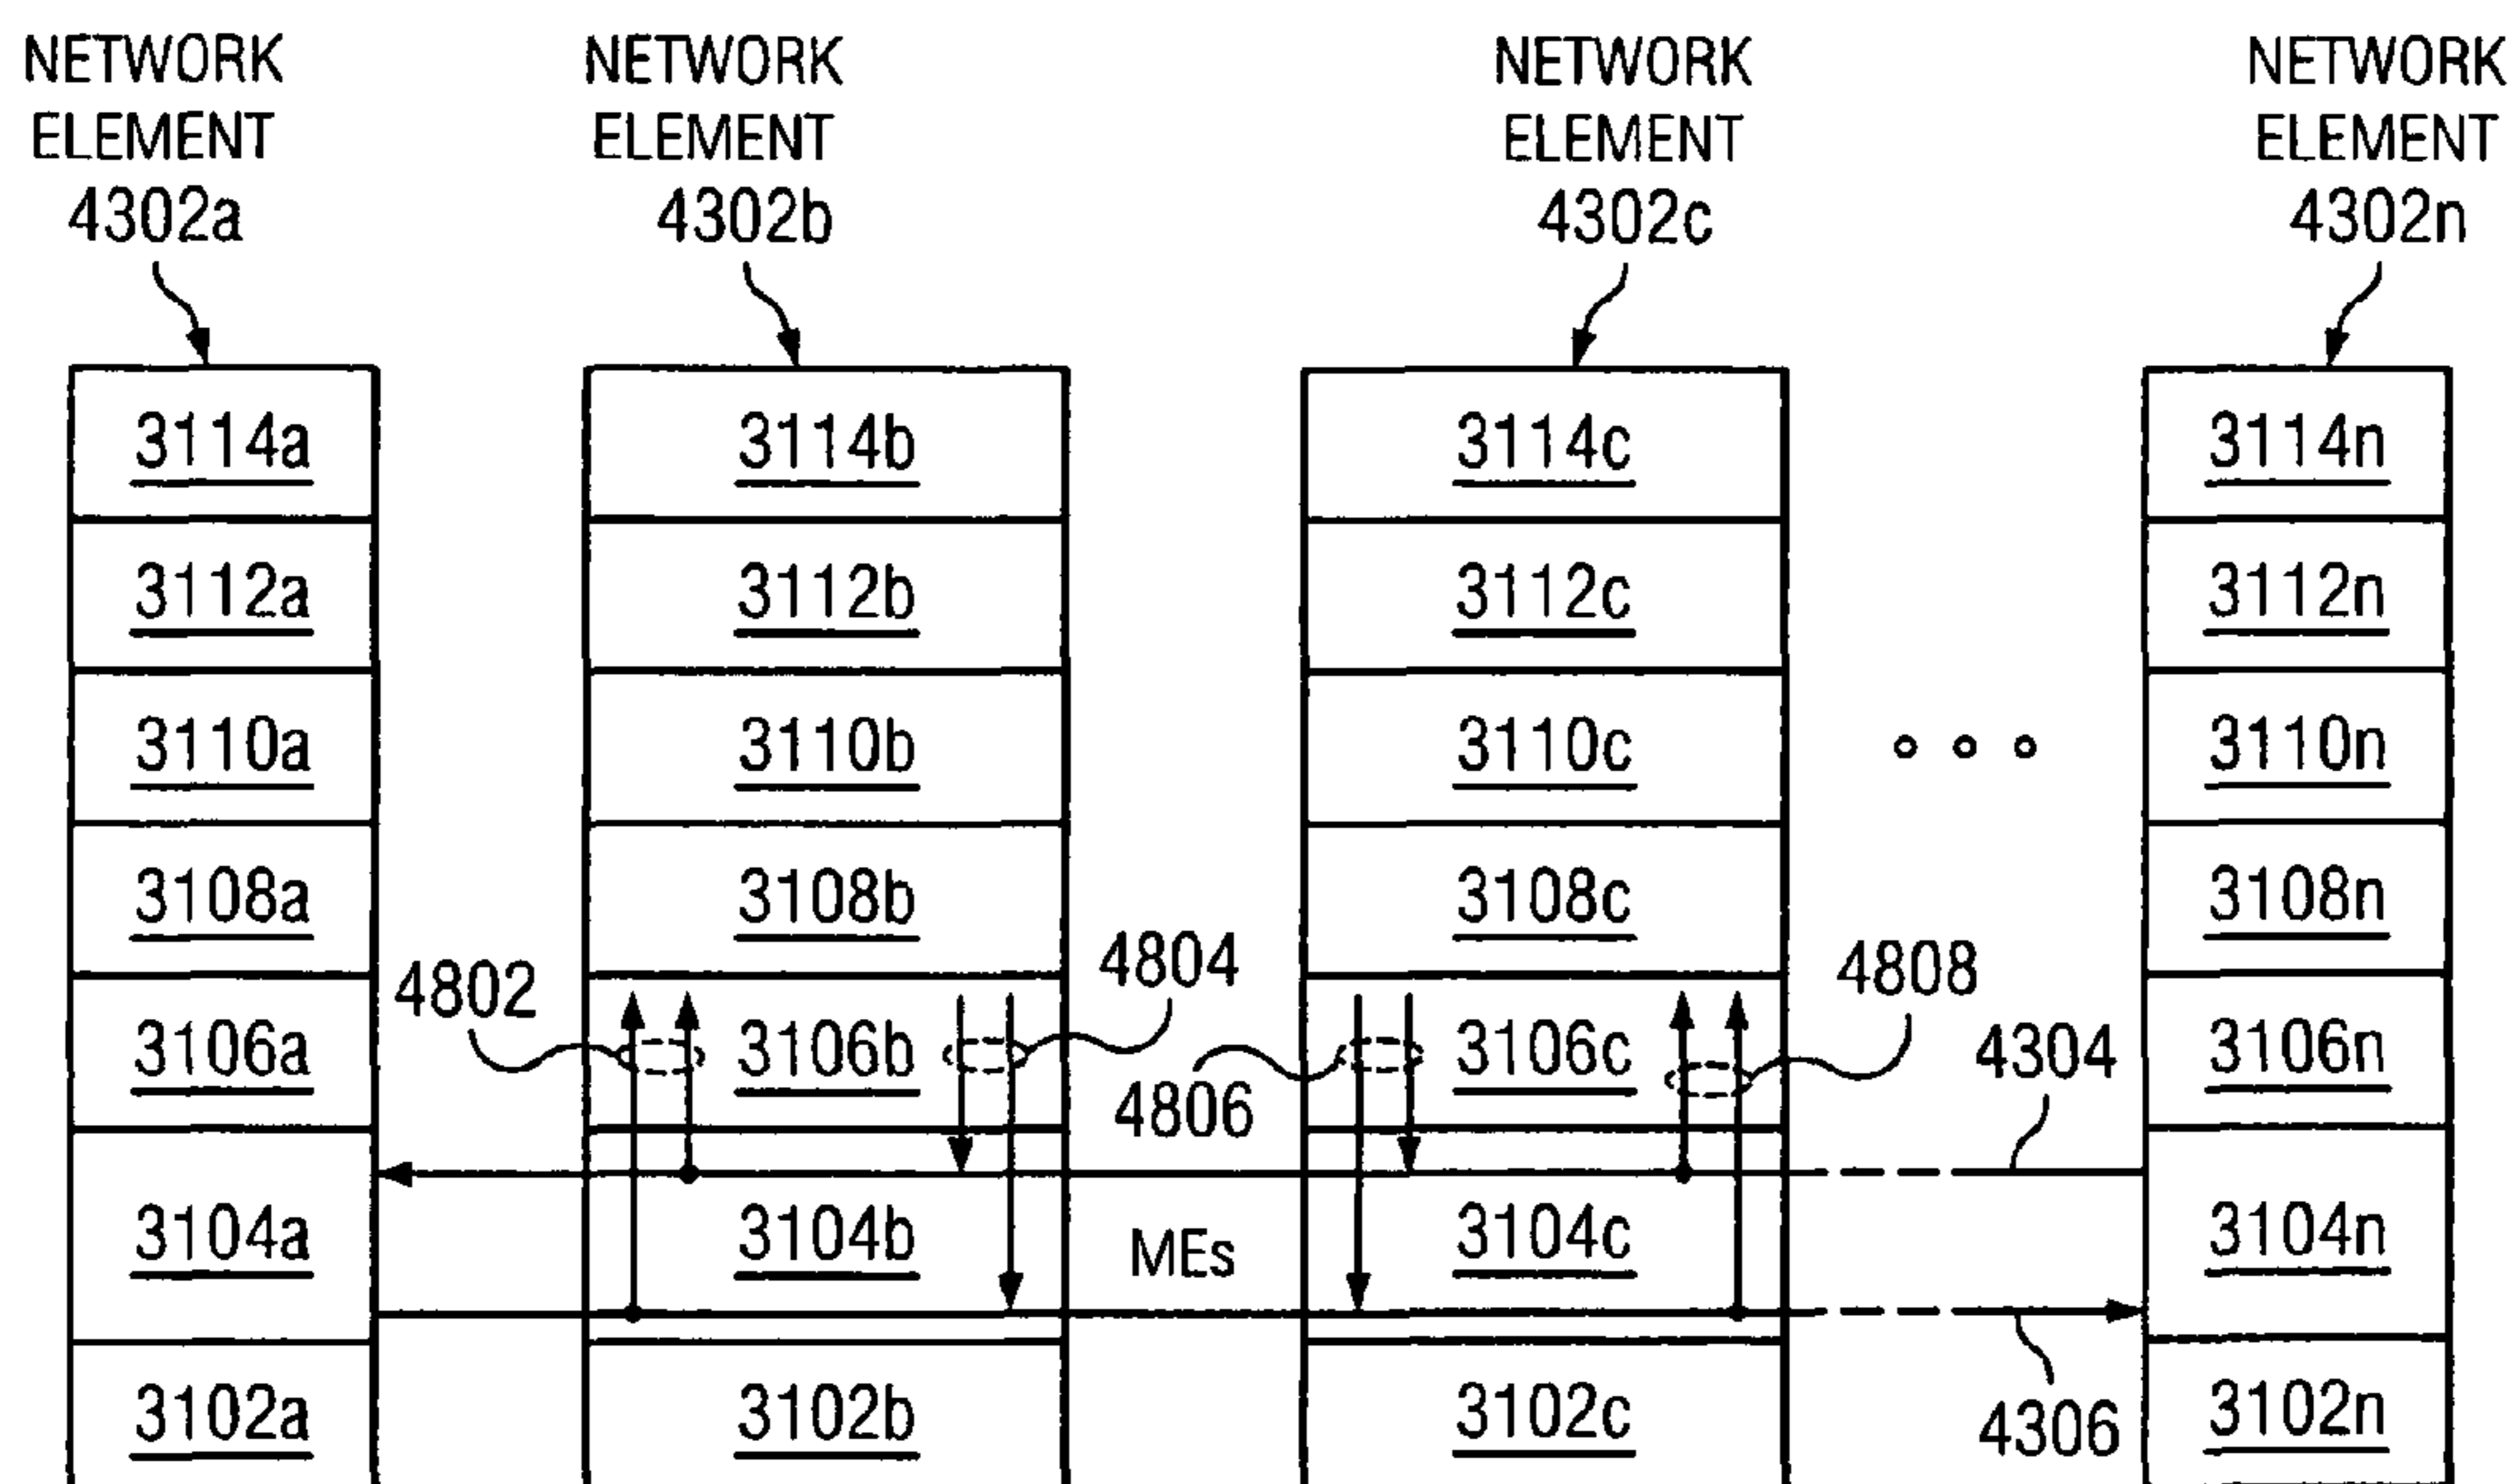 NETWORK
ELEMENT
4302a
NETWORK
ELEMENT
4302b
NETWORK
ELEMENT
4302c
NETWORK
ELEMENT
4302n
3114a
3114b
3114c
3114n
3112a
3112b
3112c
3112n
3110a
3110b
3110c
3110n
3108a
3108b
3108c
3108n
4802
4804
4808
3106a
3106b
4806
3106c
4304
3106n
3104a
3104b
MEs
3104c
3104n
3102a
3102b
3102c
4306
3102n